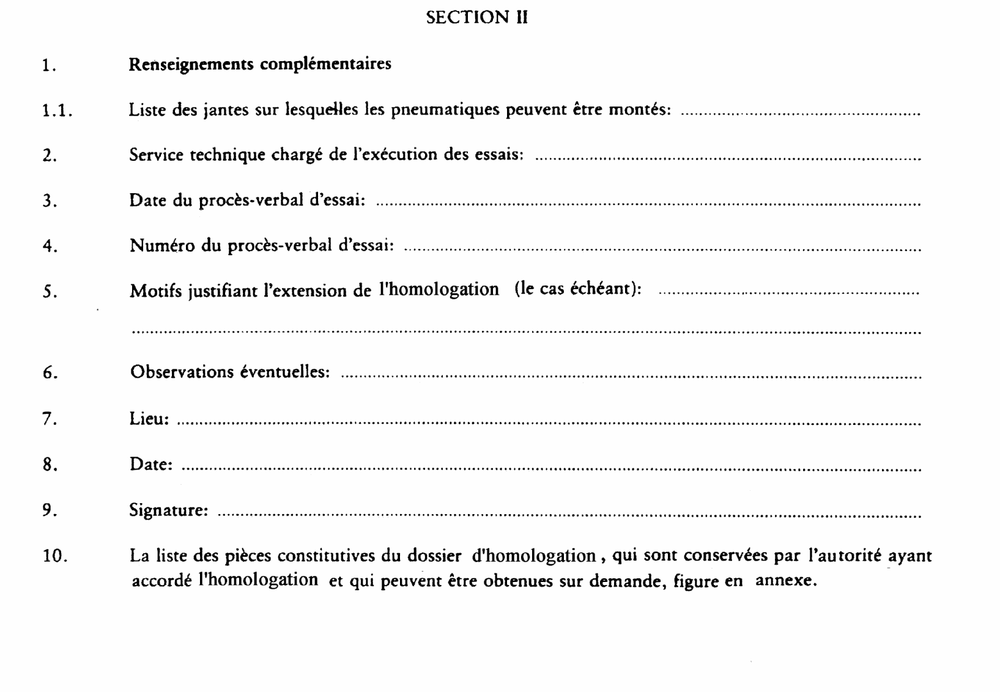 SECTION II
1. Renseignements complémentaires
1.1. Liste des jantes sur lesquelles les pneumatiques peuvent être montés: ....................................................
2. Service technique chargé de l'exécution des essais: ....................................................................................
3. Date du procès-verbal d'essai: ......................................................................................................................
4. Numéro du procès-verbal d'essai: ................................................................................................................
5. Motifs justifiant l'extension de l'homologation (le cas échéant): .........................................................
............................................................................................................................................................................
6. Observations éventuelles: ..............................................................................................................................
7. Lieu: ..................................................................................................................................................................
8. Date: .................................................................................................................................................................
9. Signature: .........................................................................................................................................................
10. La liste des pièces constitutives du dossier d'homologation, qui sont conservées par l'autorité ayant
accordé l'homologation et qui peuvent être obtenues sur demande, figure en annexe.